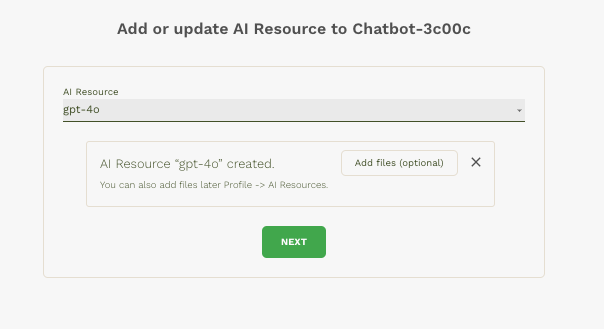 Add or update AI Resource to Chatbot-3c00c
AI Resource
gpt-4o
AI Resource “gpt-4o” created.
Add files (optional)
You can also add files later Profile -> AI Resources.
NEXT